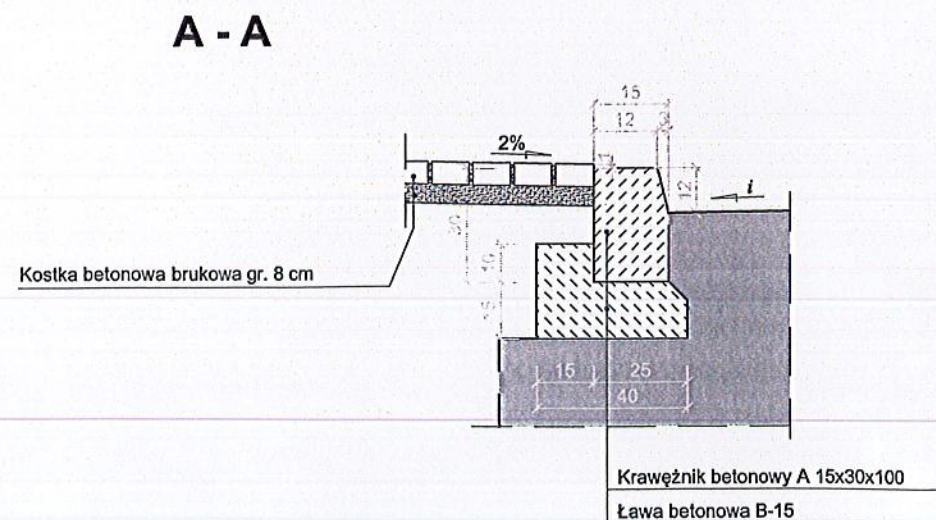 A - A
15
12 3
2%
12
i
30
10
Kostka betonowa brukowa gr. 8 cm
15 25
40
Krawężnik betonowy A 15x30x100
Ława betonowa B-15